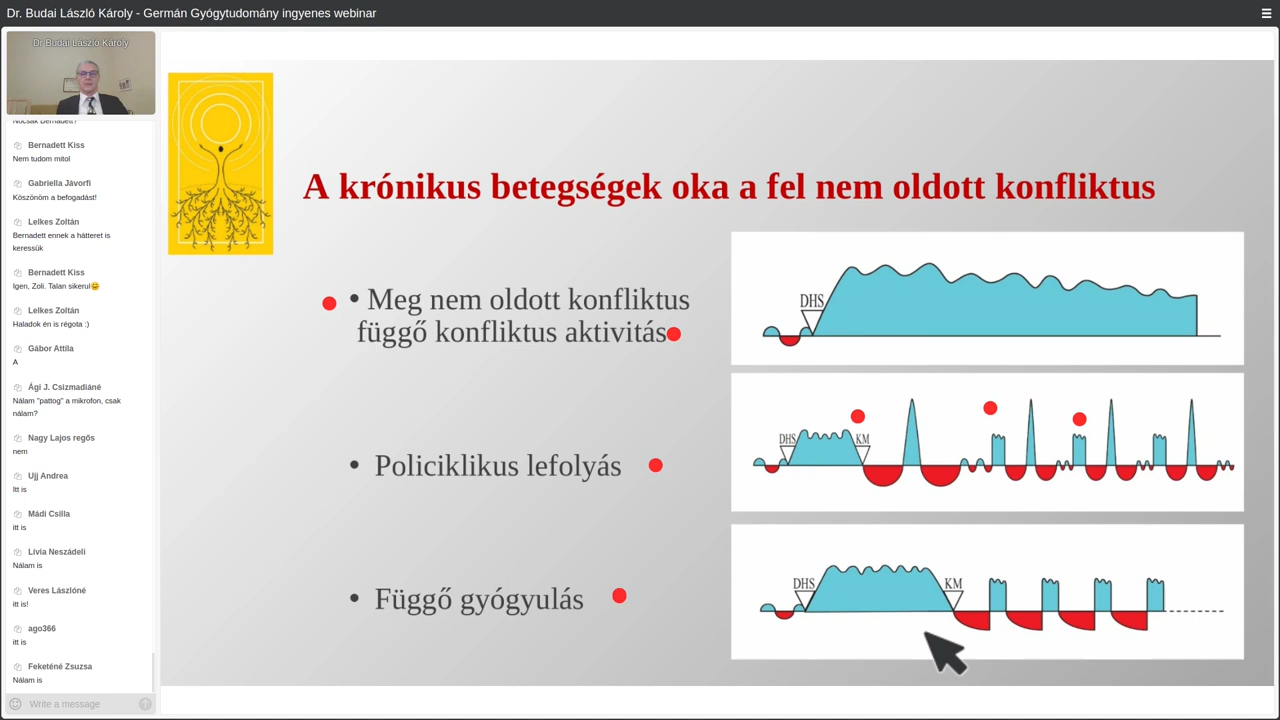 Dr. Budai László Károly - Germán Gyógytudomány ingyenes webinar
Dr Budai László Károly
Nocsak Bernadett?
Bernadett Kiss
Nem tudom mitol
Gabriella Jávorfi
Köszönöm a befogadást!
Lelkes Zoltán
Bernadett ennek a hátteret is
keressük
Bernadett Kiss
Igen, Zoli. Talan sikerul😀
Lelkes Zoltán
Haladok én is régota :)
Gábor Attila
A
Ági J. Csizmadiáné
Nálam "pattog" a mikrofon, csak
nálam?
Nagy Lajos regős
nem
Ujj Andrea
Itt is
Mádi Csilla
itt is
Lívia Neszádeli
Nálam is
Veres Lászlóné
itt is!
ago366
itt is
Feketéné Zsuzsa
Nálam is
Write a message
A krónikus betegségek oka a fel nem oldott konfliktus
• Meg nem oldott konfliktus
függő konfliktus aktivitás
• Policiklikus lefolyás
• Függő gyógyulás
DHS
DHS
KM
DHS
KM